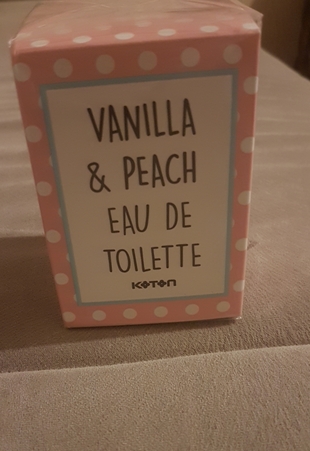 VANILLA
& PEACH
EAU DE
TOILETTE
KOTON